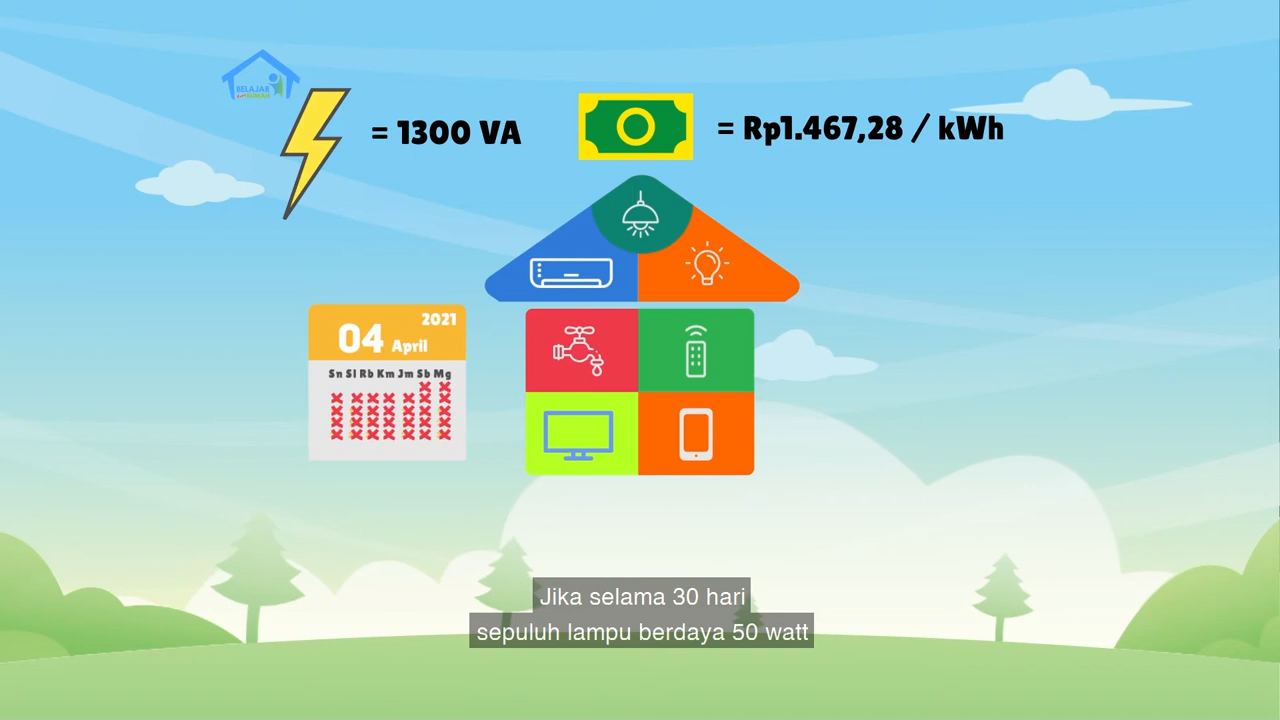 BELAJAR
= 1300 VA
= Rp1.467,28 / kWh
2021
04 April
Sn Sl Rb Km Jm Sb Mg
Jika selama 30 hari
sepuluh lampu berdaya 50 watt